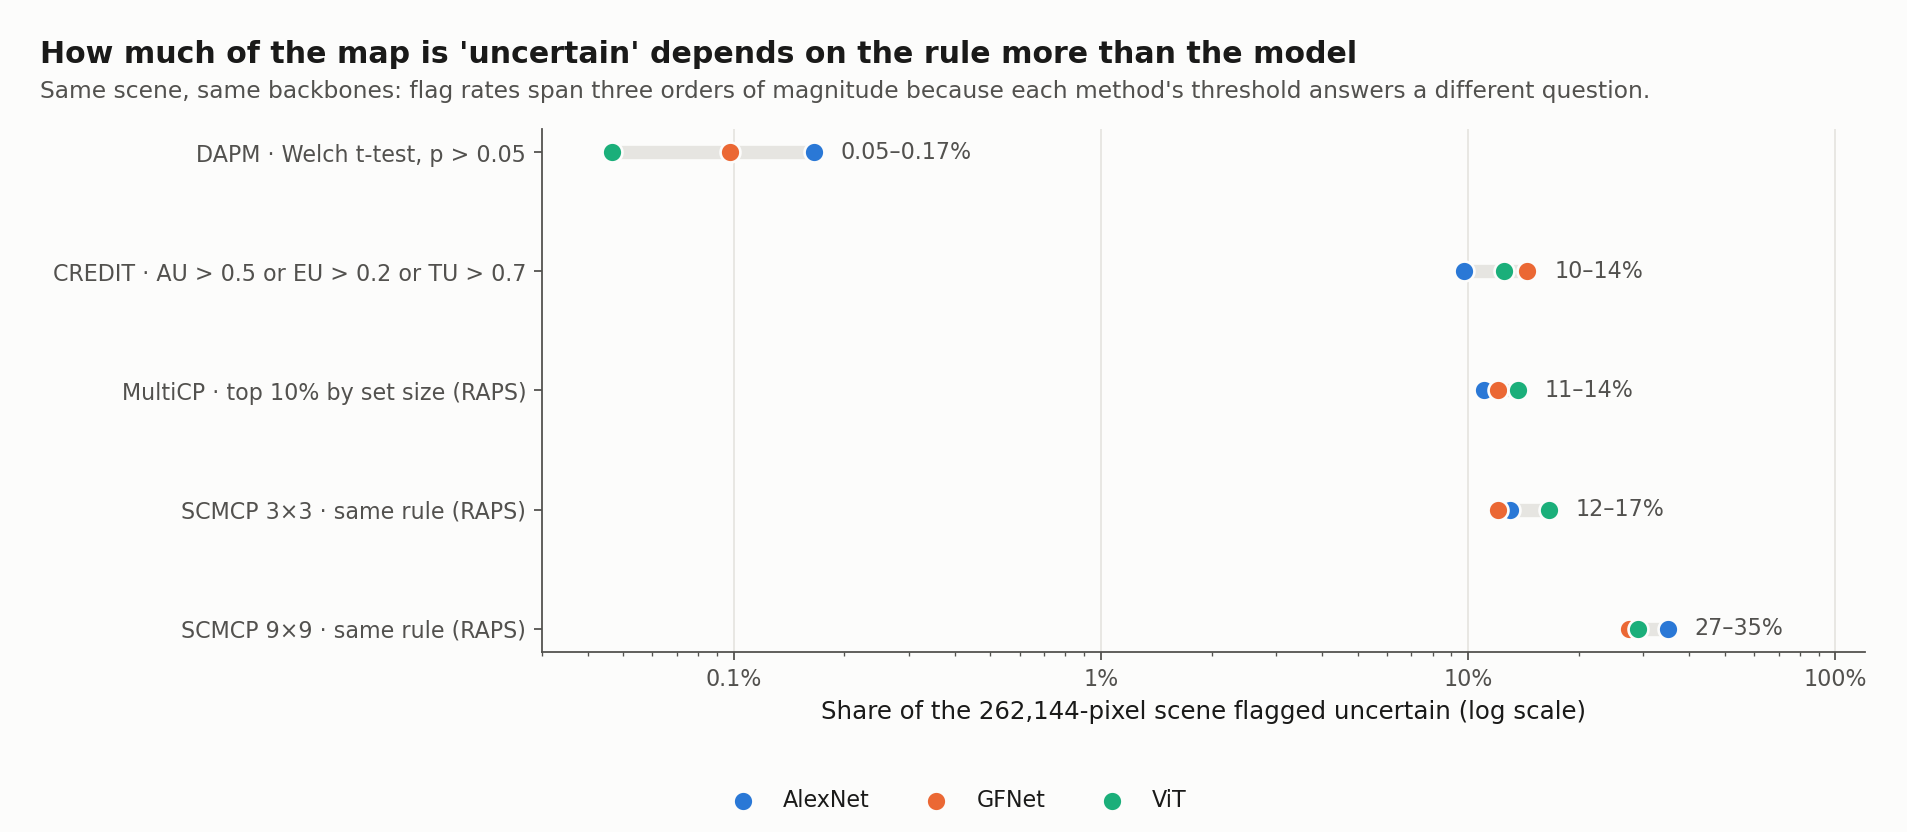 How much of the map is 'uncertain' depends on the rule more than the model
Same scene, same backbones: flag rates span three orders of magnitude because each method's threshold answers a different question.
DAPM · Welch t-test, p > 0.05
0.05–0.17%
CREDIT · AU > 0.5 or EU > 0.2 or TU > 0.7
10–14%
MultiCP · top 10% by set size (RAPS)
11–14%
SCMCP 3×3 · same rule (RAPS)
12–17%
SCMCP 9×9 · same rule (RAPS)
27–35%
0.1%
1%
10%
100%
Share of the 262,144-pixel scene flagged uncertain (log scale)
AlexNet
GFNet
ViT